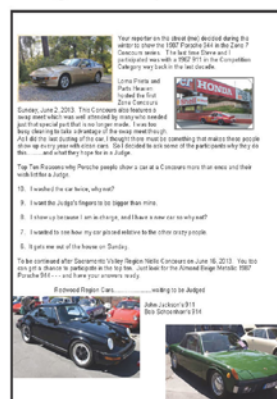 Your reporter on the street (me) decided during the
winter to show the 1987 Porsche 944 in the Zone 7
Concours series. The last time Steve and I
participated was with a 1967 911 in the Competition
Category way back in the last decade.
Loma Prieta and
Parts Heaven
hosted the first
Zone Concours
HONDA
Sunday, June 2, 2013. This Concours also featured a
swap meet which was well attended by many who needed
just that special part that is no longer made. I was too
busy cleaning to take advantage of the swap meet though.
As I did the last dusting of the car, I thought there must be something that makes these people
show up every year with clean cars. So I decided to ask some of the participants why they do
this.........and what they hope for in a Judge.
Top Ten Reasons why Porsche people show a car at a Concours more than once and their
wish list for a Judge.
10. I washed the car twice, why not?
9. I want the Judge's fingers to be bigger than mine.
8. I show up because I am in charge, and I have a new car so why not?
7. I wanted to see how my car placed relative to the other crazy people.
6. It gets me out of the house on Sunday.
To be continued after Sacramento Valley Region Niello Concours on June 16, 2013. You too
can get a chance to participate in the top ten. Just look for the Almond Beige Metallic 1987
Porsche 944 - - - and have your answers ready.
Redwood Region Cars..................waiting to be Judged
John Jackson's 911
Bob Schoenherr's 914